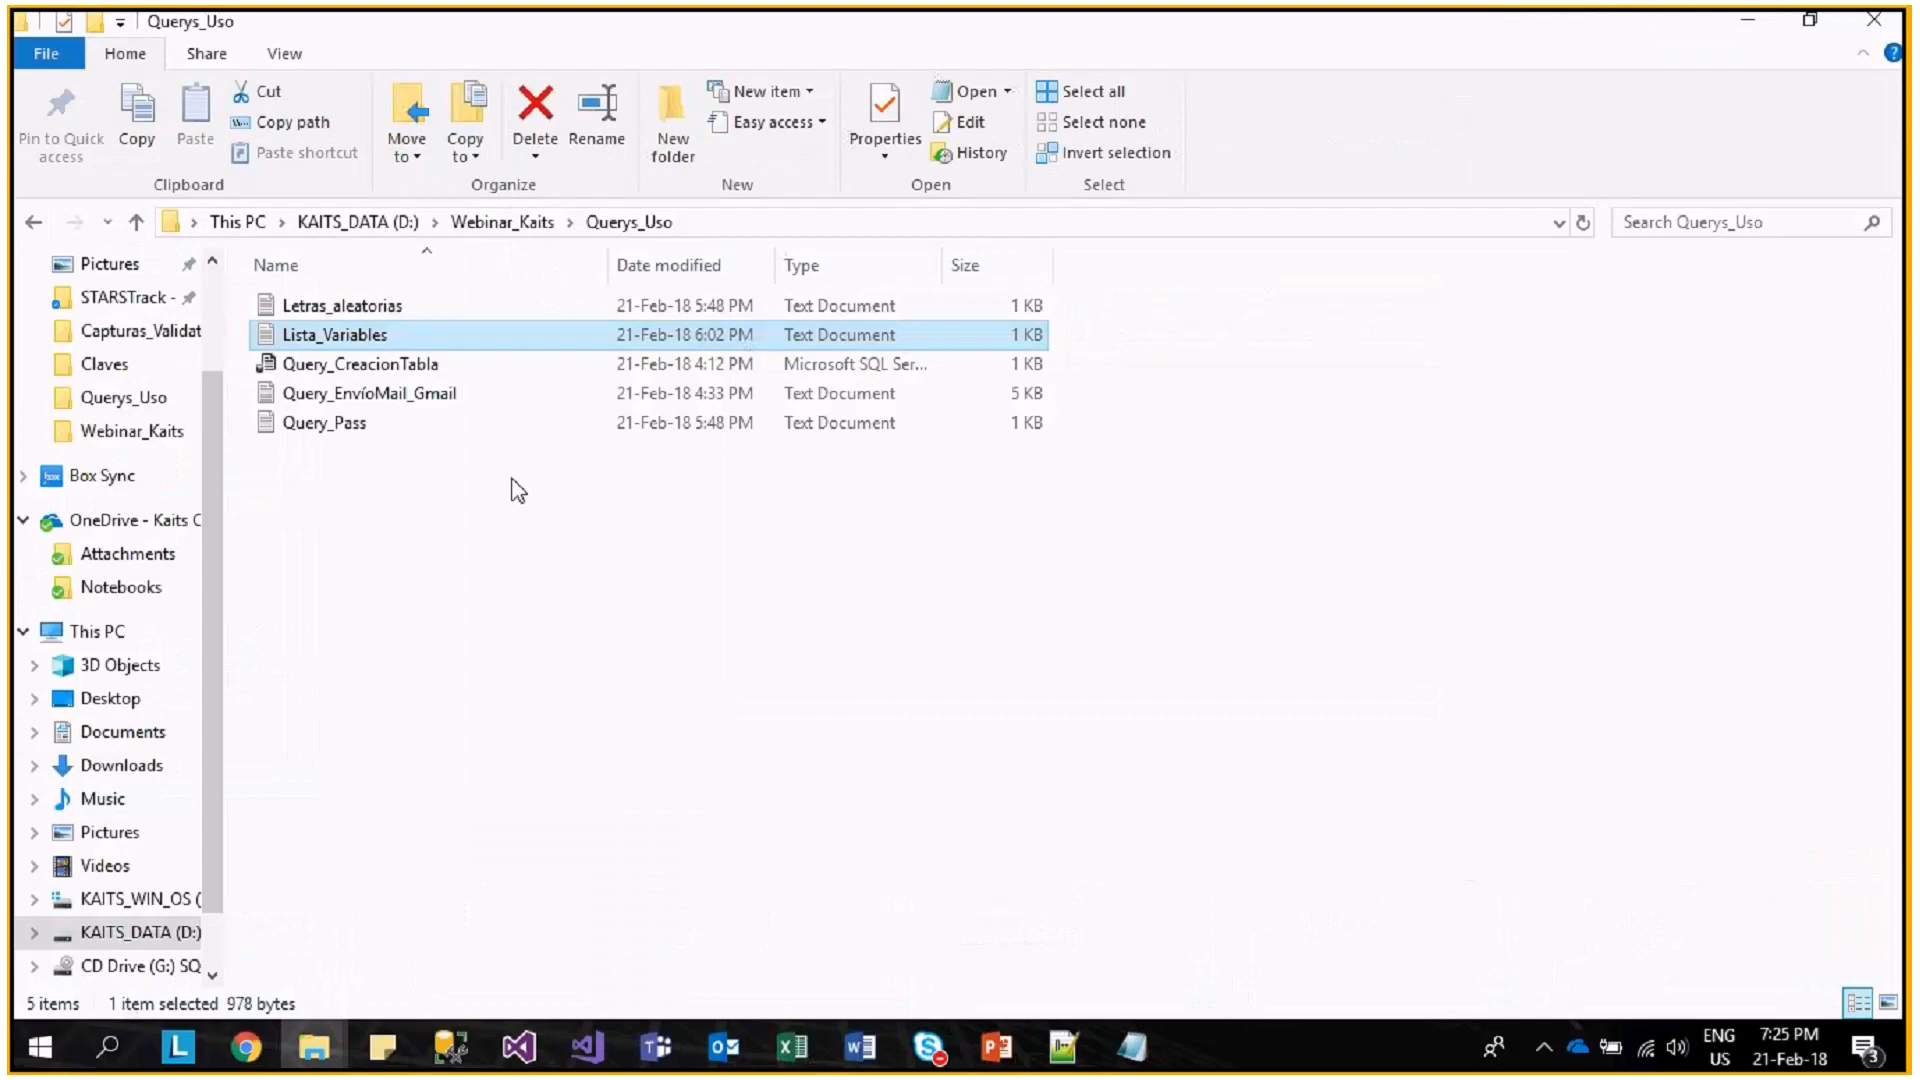 Querys_Uso
File Home Share View
Pin to Quick access
Copy
Paste
Cut
Copy path
Paste shortcut
Clipboard
Move to
Copy to
Delete
Rename
Organize
New folder
New item
Easy access
New
Properties
Open
Edit
History
Open
Select all
Select none
Invert selection
Select
This PC > KAITS_DATA (D:) > Webinar_Kaits > Querys_Uso
Search Querys_Uso
Pictures
STARSTrack -
Capturas_Validat
Claves
Querys_Uso
Webinar_Kaits
Box Sync
OneDrive - Kaits C
Attachments
Notebooks
This PC
3D Objects
Desktop
Documents
Downloads
Music
Pictures
Videos
KAITS_WIN_OS (
KAITS_DATA (D:)
CD Drive (G:) SQ
Name Date modified Type Size
Letras_aleatorias 21-Feb-18 5:48 PM Text Document 1 KB
Lista_Variables 21-Feb-18 6:02 PM Text Document 1 KB
Query_CreacionTabla 21-Feb-18 4:12 PM Microsoft SQL Ser... 1 KB
Query_EnvíoMail_Gmail 21-Feb-18 4:33 PM Text Document 5 KB
Query_Pass 21-Feb-18 5:48 PM Text Document 1 KB
5 items 1 item selected 978 bytes
ENG US
7:25 PM
21-Feb-18
3